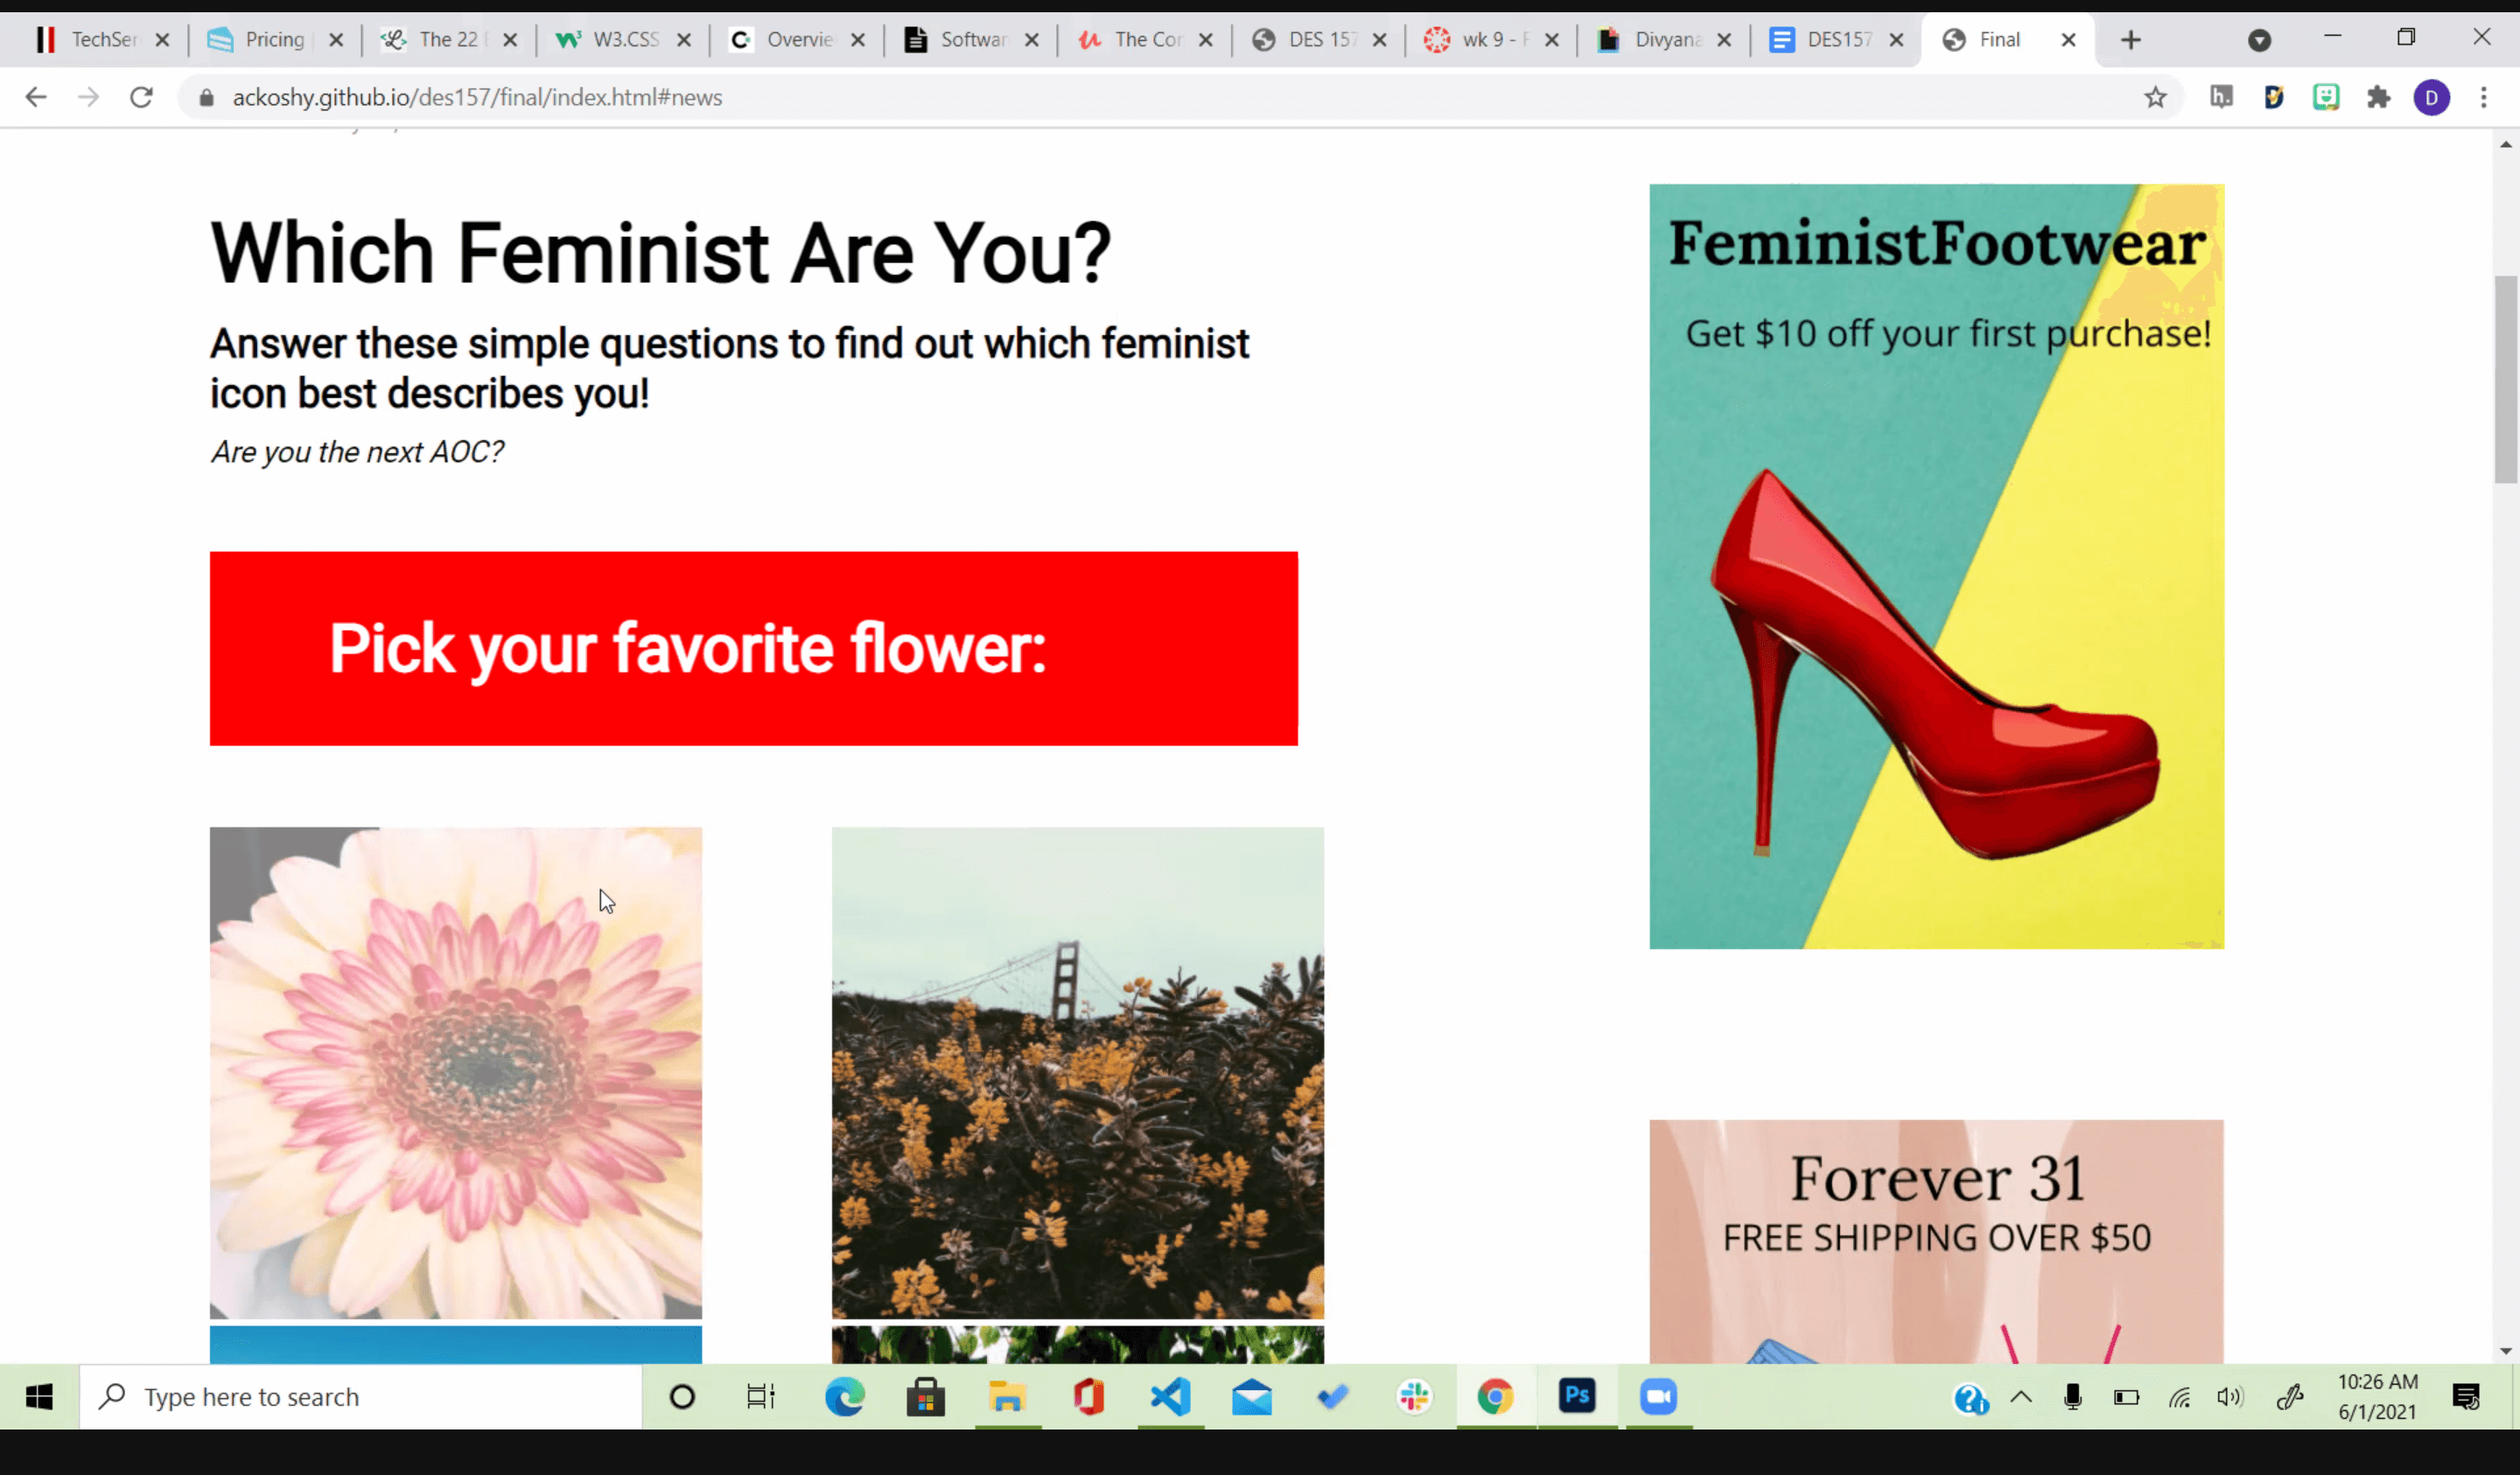 TechSer
Pricing
The 22
W3.CSS
Overvie
Softwar
The Cor
DES 157
wk 9 - F
Divyana
DES157
Final
ackoshy.github.io/des157/final/index.html#news
D
Which Feminist Are You?
Answer these simple questions to find out which feminist
icon best describes you!
Are you the next AOC?
Pick your favorite flower:
FeministFootwear
Get $10 off your first purchase!
Forever 31
FREE SHIPPING OVER $50
Type here to search
Ps
10:26 AM
6/1/2021